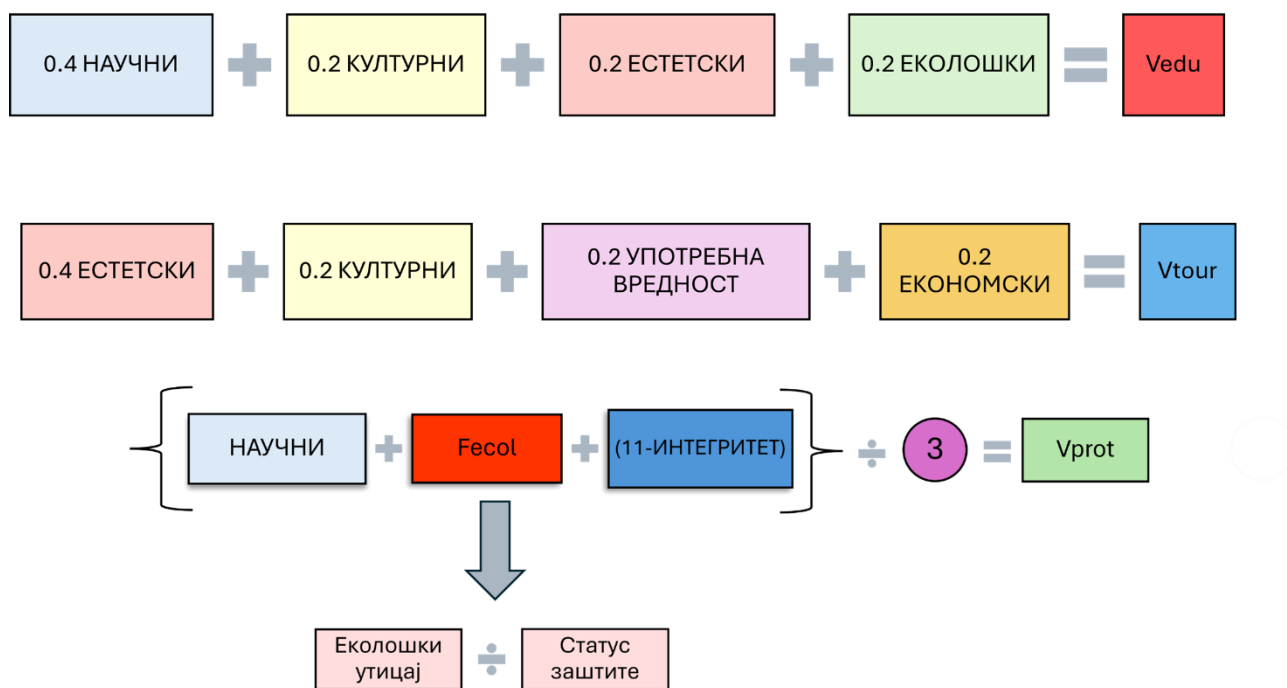 0.4 НАУЧНИ + 0.2 КУЛТУРНИ + 0.2 ЕСТЕТСКИ + 0.2 ЕКОЛОШКИ = Vedu
0.4 ЕСТЕТСКИ + 0.2 КУЛТУРНИ + 0.2 УПОТРЕБНА
ВРЕДНОСТ + 0.2
ЕКОНОМСКИ = Vtour
{ НАУЧНИ + Fecol + (11-ИНТЕГРИТЕТ) } ÷ 3 = Vprot
Еколошки
утицај ÷ Статус
заштите